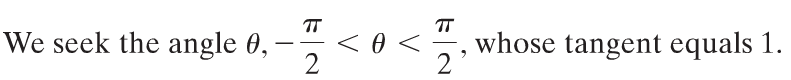 We seek the angle θ, −π/2 < θ < π/2, whose tangent equals 1.